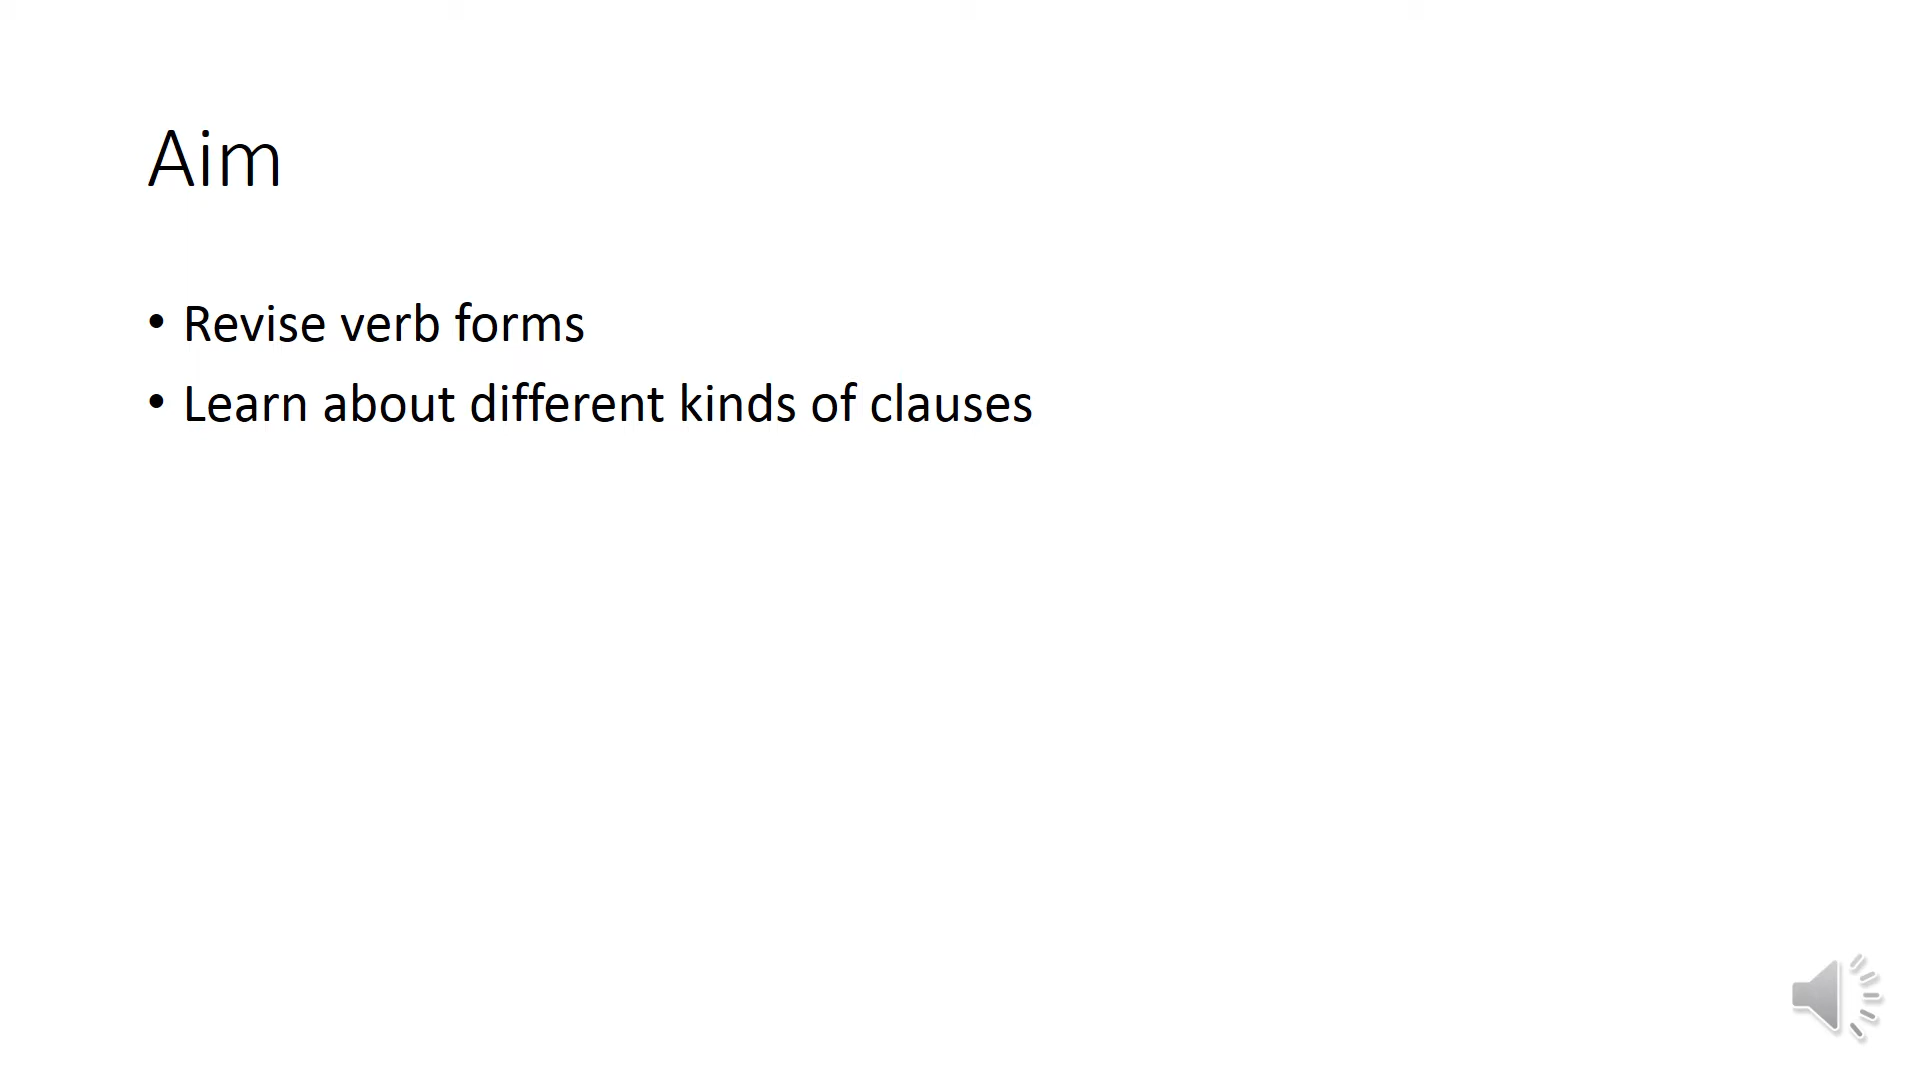 Aim
• Revise verb forms
• Learn about different kinds of clauses